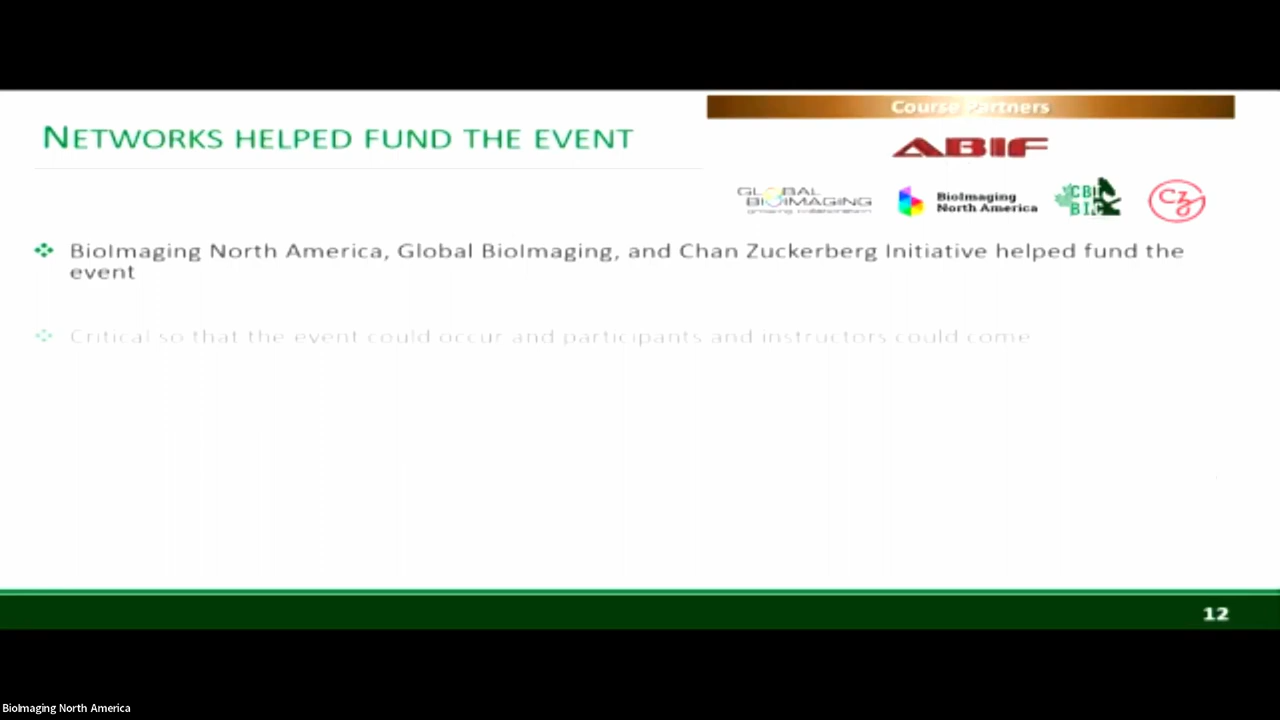 Course Partners
NETWORKS HELPED FUND THE EVENT
ABIF
GLOBAL
BIOIMAGING
BioImaging
North America
CBI
BIC
CZ
BioImaging North America, Global BioImaging, and Chan Zuckerberg Initiative helped fund the
event
Critical so that the event could occur and participants and instructors could come
12
BioImaging North America